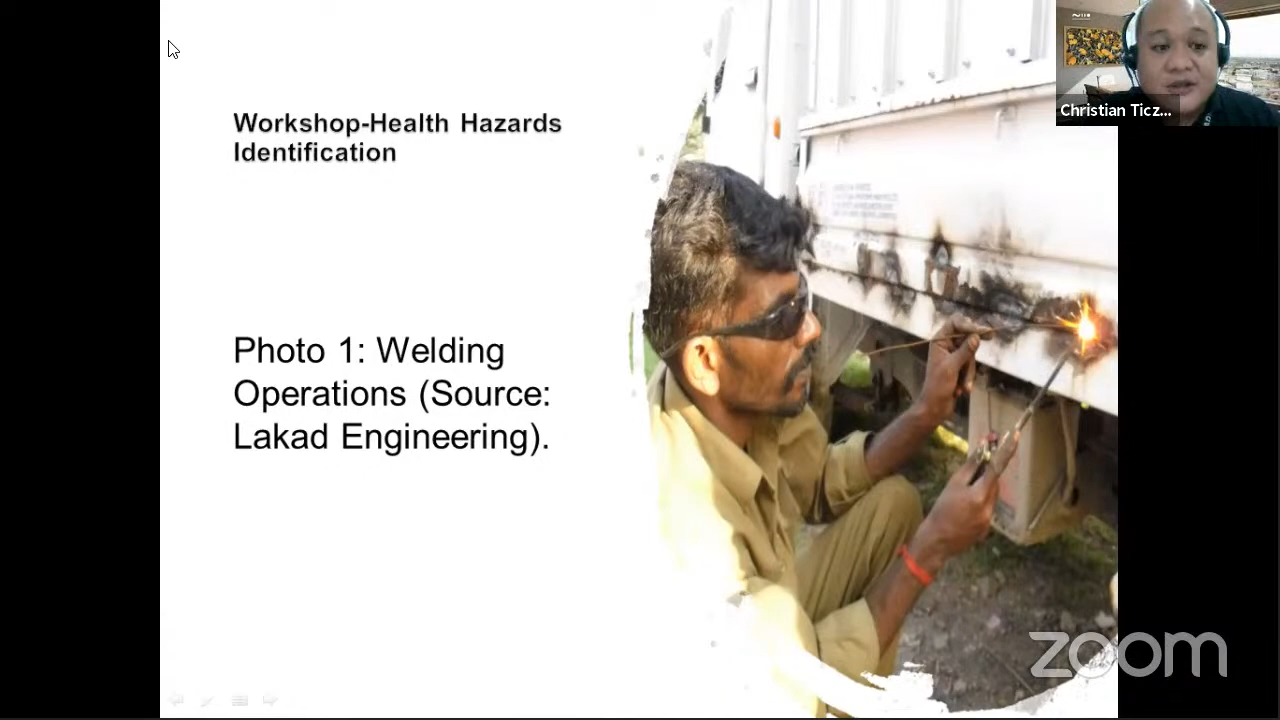 Workshop-Health Hazards
Identification
Photo 1: Welding
Operations (Source:
Lakad Engineering).
Christian Ticz...
zoom